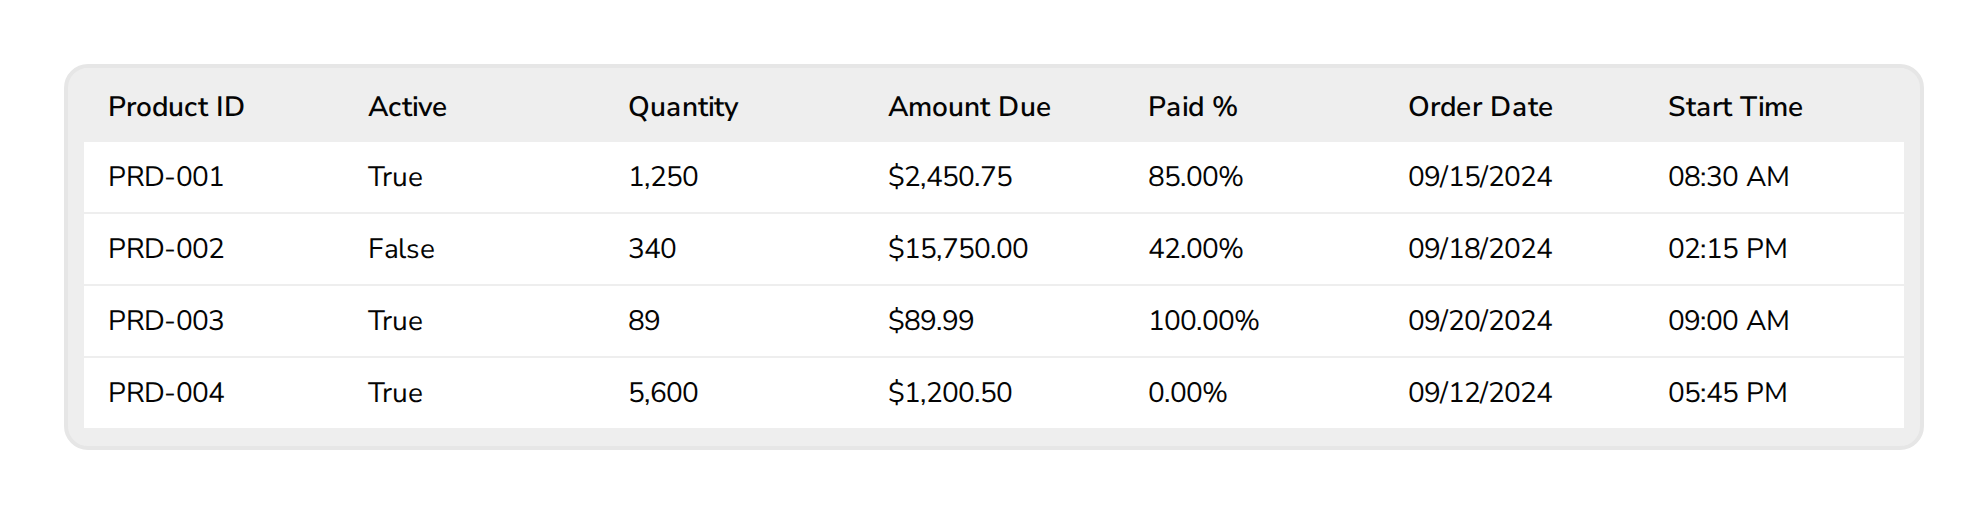 Product ID Active Quantity Amount Due Paid % Order Date Start Time
PRD-001 True 1,250 $2,450.75 85.00% 09/15/2024 08:30 AM
PRD-002 False 340 $15,750.00 42.00% 09/18/2024 02:15 PM
PRD-003 True 89 $89.99 100.00% 09/20/2024 09:00 AM
PRD-004 True 5,600 $1,200.50 0.00% 09/12/2024 05:45 PM